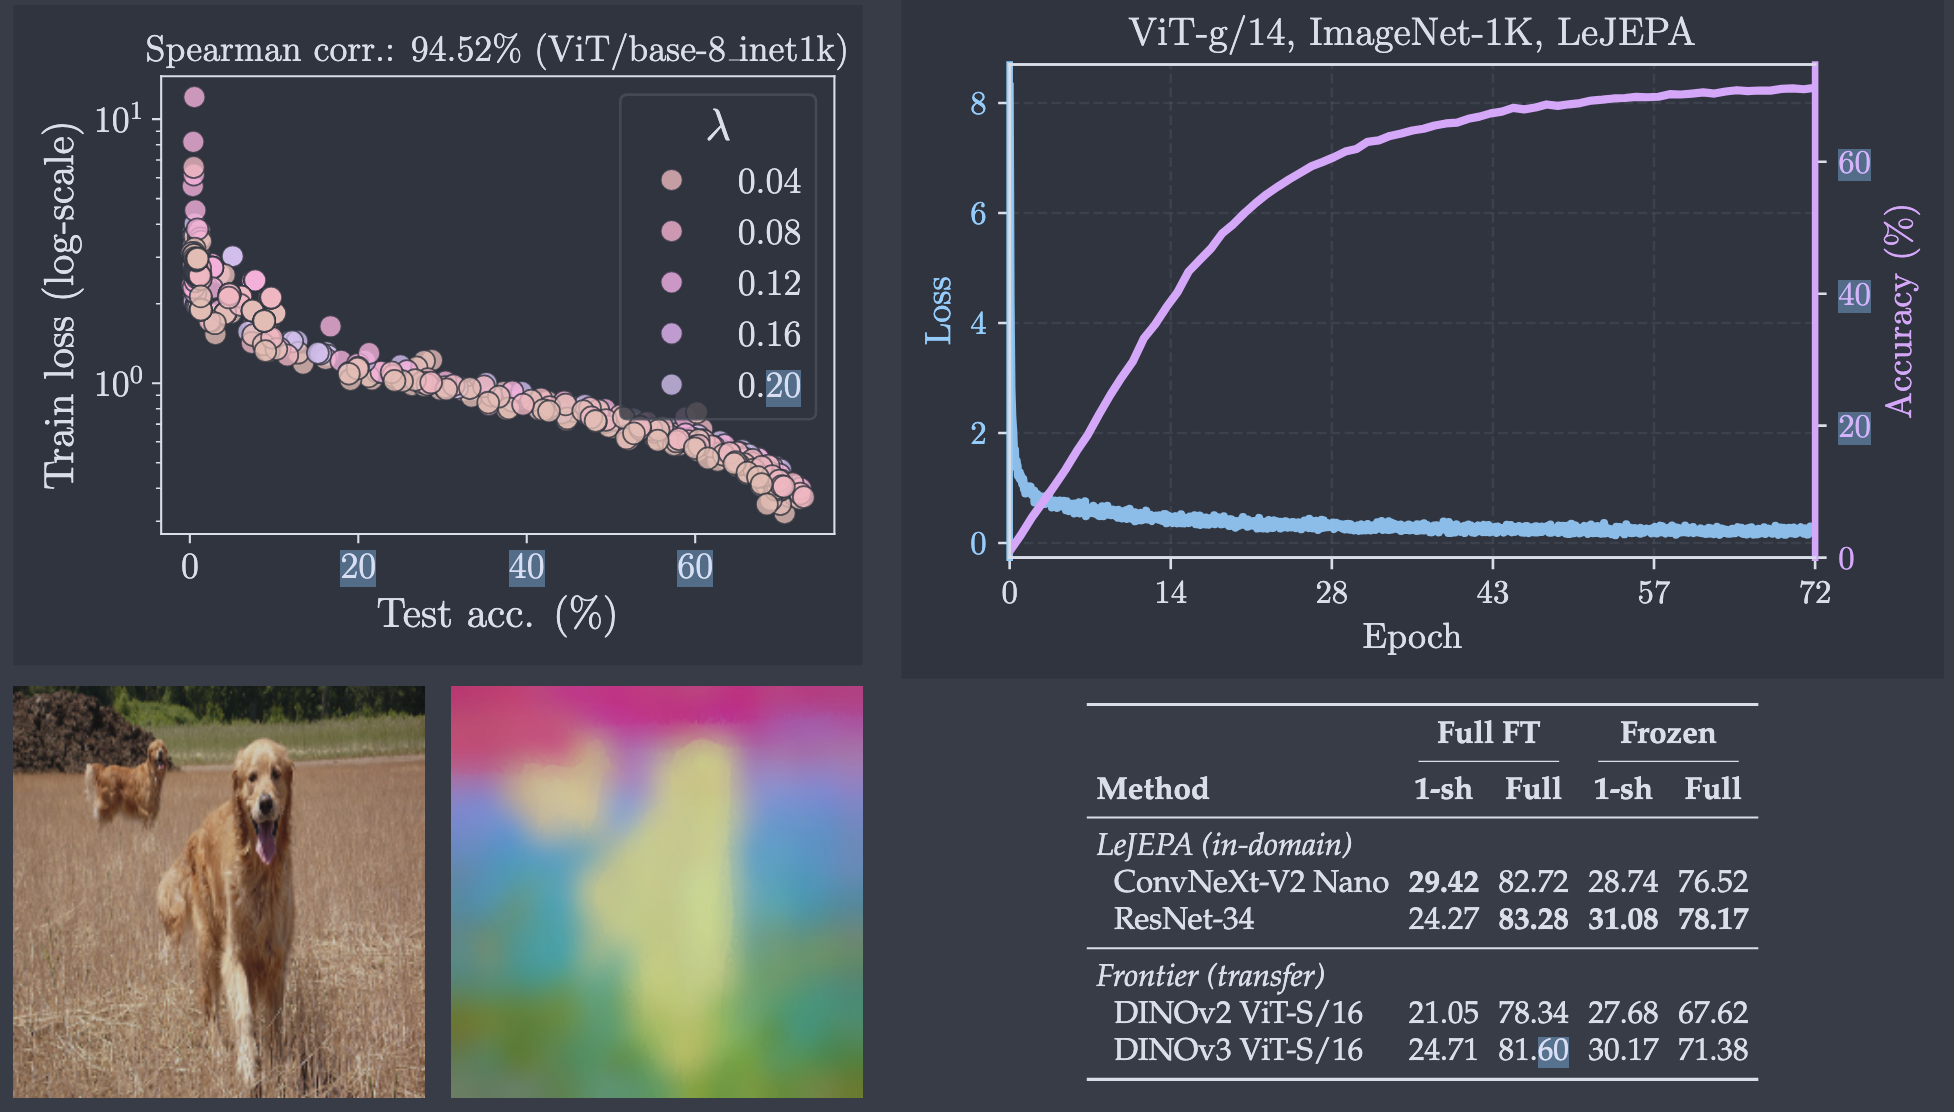 Spearman corr.: 94.52% (ViT/base-8_inet1k)
Train loss (log-scale)
10¹
10⁰
λ
0.04
0.08
0.12
0.16
0.20
0 20 40 60
Test acc. (%)
ViT-g/14, ImageNet-1K, LeJEPA
Loss
8
6
4
2
0
60
40
20
0
Accuracy (%)
0 14 28 43 57 72
Epoch
Full FT Frozen
Method 1-sh Full 1-sh Full
LeJEPA (in-domain)
ConvNeXt-V2 Nano 29.42 82.72 28.74 76.52
ResNet-34 24.27 83.28 31.08 78.17
Frontier (transfer)
DINOv2 ViT-S/16 21.05 78.34 27.68 67.62
DINOv3 ViT-S/16 24.71 81.60 30.17 71.38